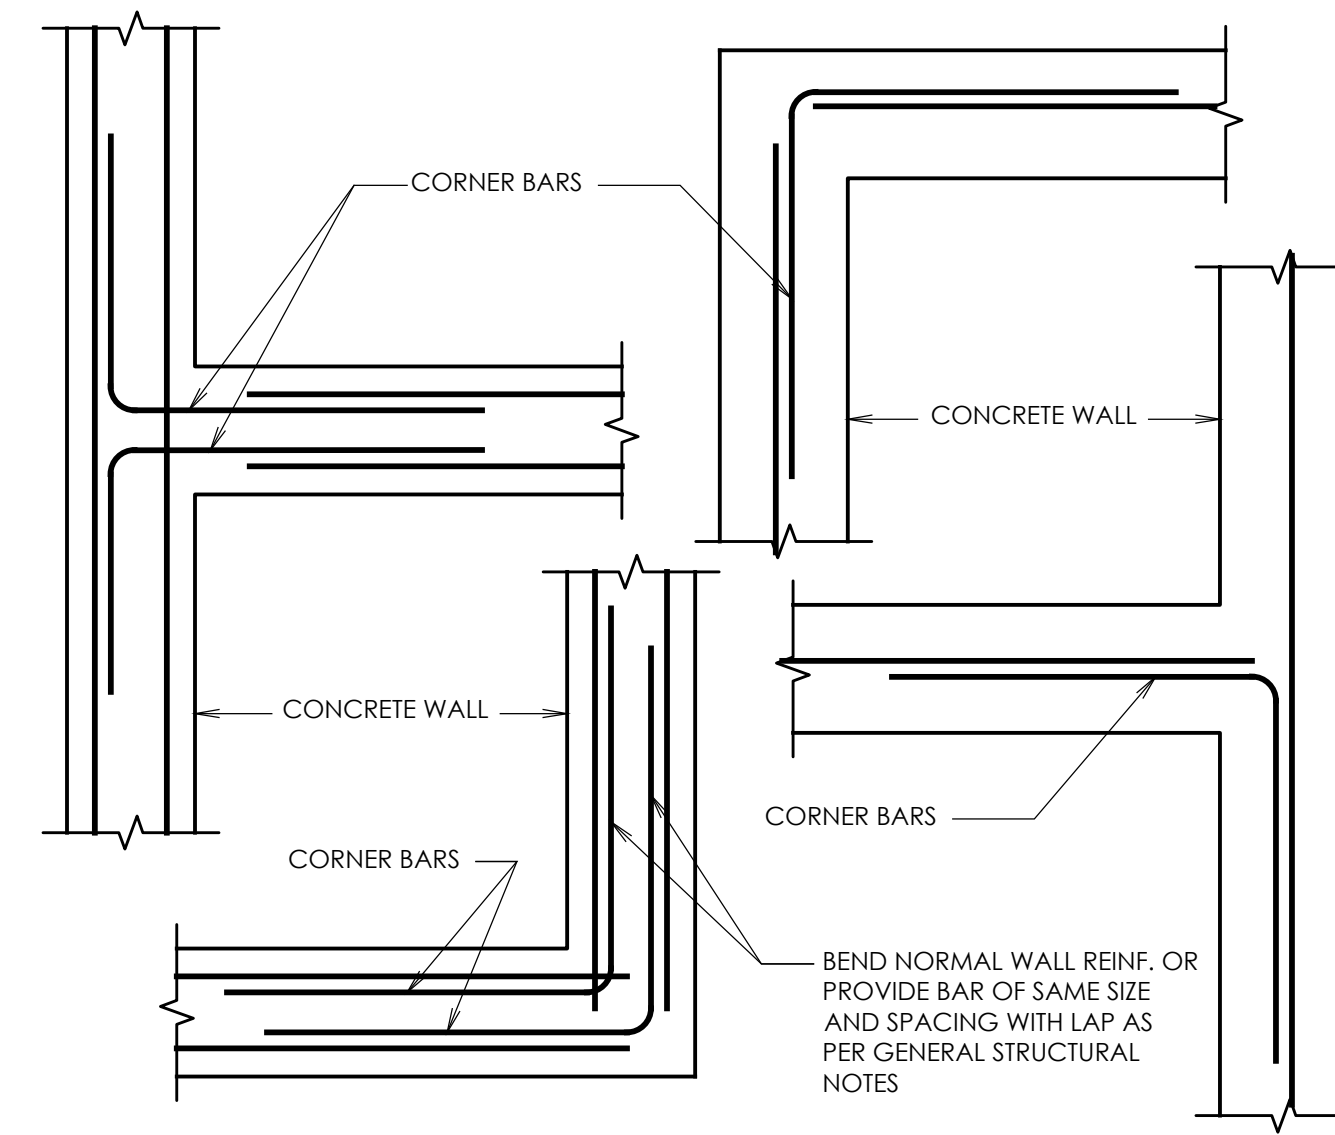 CORNER BARS
CONCRETE WALL
CONCRETE WALL
CORNER BARS
CORNER BARS
BEND NORMAL WALL REINF. OR
PROVIDE BAR OF SAME SIZE
AND SPACING WITH LAP AS
PER GENERAL STRUCTURAL
NOTES